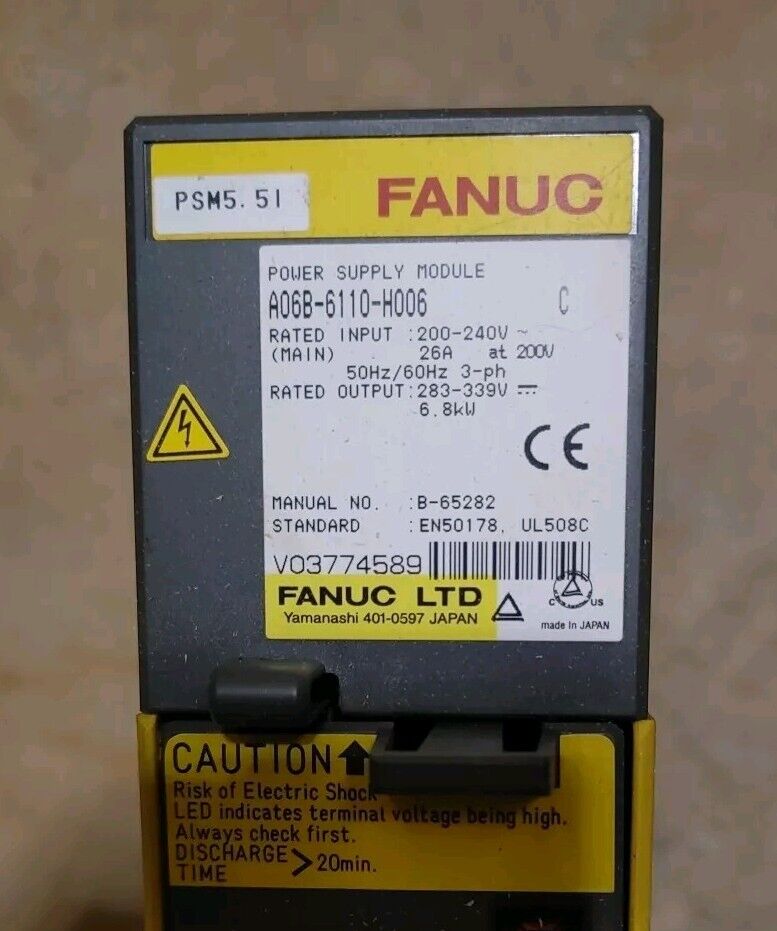 PSM5.5I
FANUC
POWER SUPPLY MODULE
A06B-6110-H006 C
RATED INPUT :200-240V ~
(MAIN) 26A at 200V
50Hz/60Hz 3-ph
RATED OUTPUT:283-339V ⎓
6.8kW
CE
MANUAL NO. :B-65282
STANDARD :EN50178, UL508C
V03774589
FANUC LTD
Yamanashi 401-0597 JAPAN
C US
made in JAPAN
CAUTION
Risk of Electric Shock
LED indicates terminal voltage being high.
Always check first.
DISCHARGE
TIME >20min.